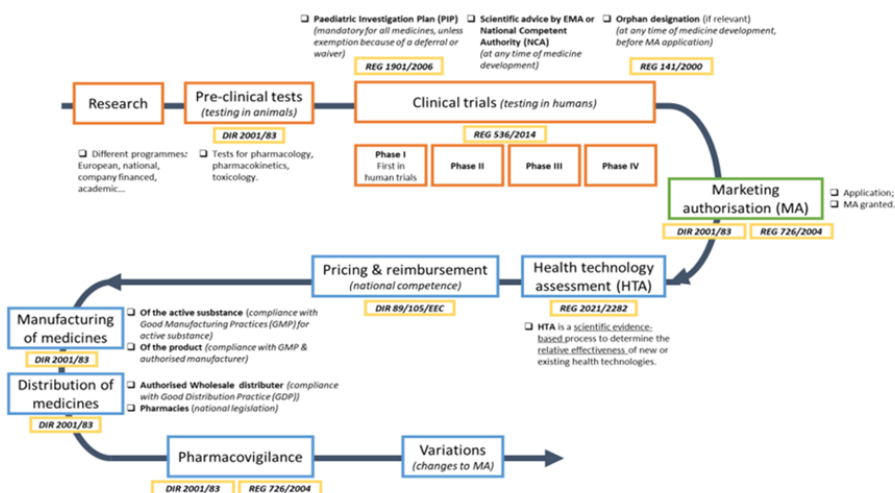 ❑ Paediatric Investigation Plan (PIP)
(mandatory for all medicines, unless
exemption because of a deferral or
waiver)
REG 1901/2006
❑ Scientific advice by EMA or
National Competent
Authority (NCA)
(at any time of medicine
development)
❑ Orphan designation (if relevant)
(at any time of medicine development,
before MA application)
REG 141/2000
Research
❑ Different programmes:
European, national,
company financed,
academic...
Pre-clinical tests
(testing in animals)
DIR 2001/83
❑ Tests for pharmacology,
pharmacokinetics,
toxicology.
Clinical trials (testing in humans)
REG 536/2014
Phase I
First in
human trials
Phase II
Phase III
Phase IV
Marketing
authorisation (MA)
❑ Application;
❑ MA granted.
DIR 2001/83
REG 726/2004
Health technology
assessment (HTA)
REG 2021/2282
❑ HTA is a scientific evidence-
based process to determine the
relative effectiveness of new or
existing health technologies.
Pricing & reimbursement
(national competence)
DIR 89/105/EEC
Manufacturing
of medicines
DIR 2001/83
❑ Of the active susbstance (compliance with
Good Manufacturing Practices (GMP) for
active substance)
❑ Of the product (compliance with GMP &
authorised manufacturer)
Distribution of
medicines
DIR 2001/83
❑ Authorised Wholesale distributer (compliance
with Good Distribution Practice (GDP))
❑ Pharmacies (national legislation)
Pharmacovigilance
DIR 2001/83
REG 726/2004
Variations
(changes to MA)